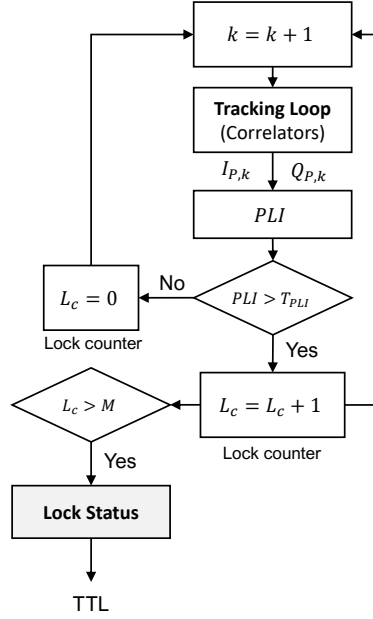 k = k + 1
Tracking Loop
(Correlators)
I_{P,k} Q_{P,k}
PLI
No
L_c = 0
PLI > T_{PLI}
Lock counter
Yes
L_c > M
L_c = L_c + 1
Yes
Lock counter
Lock Status
TTL